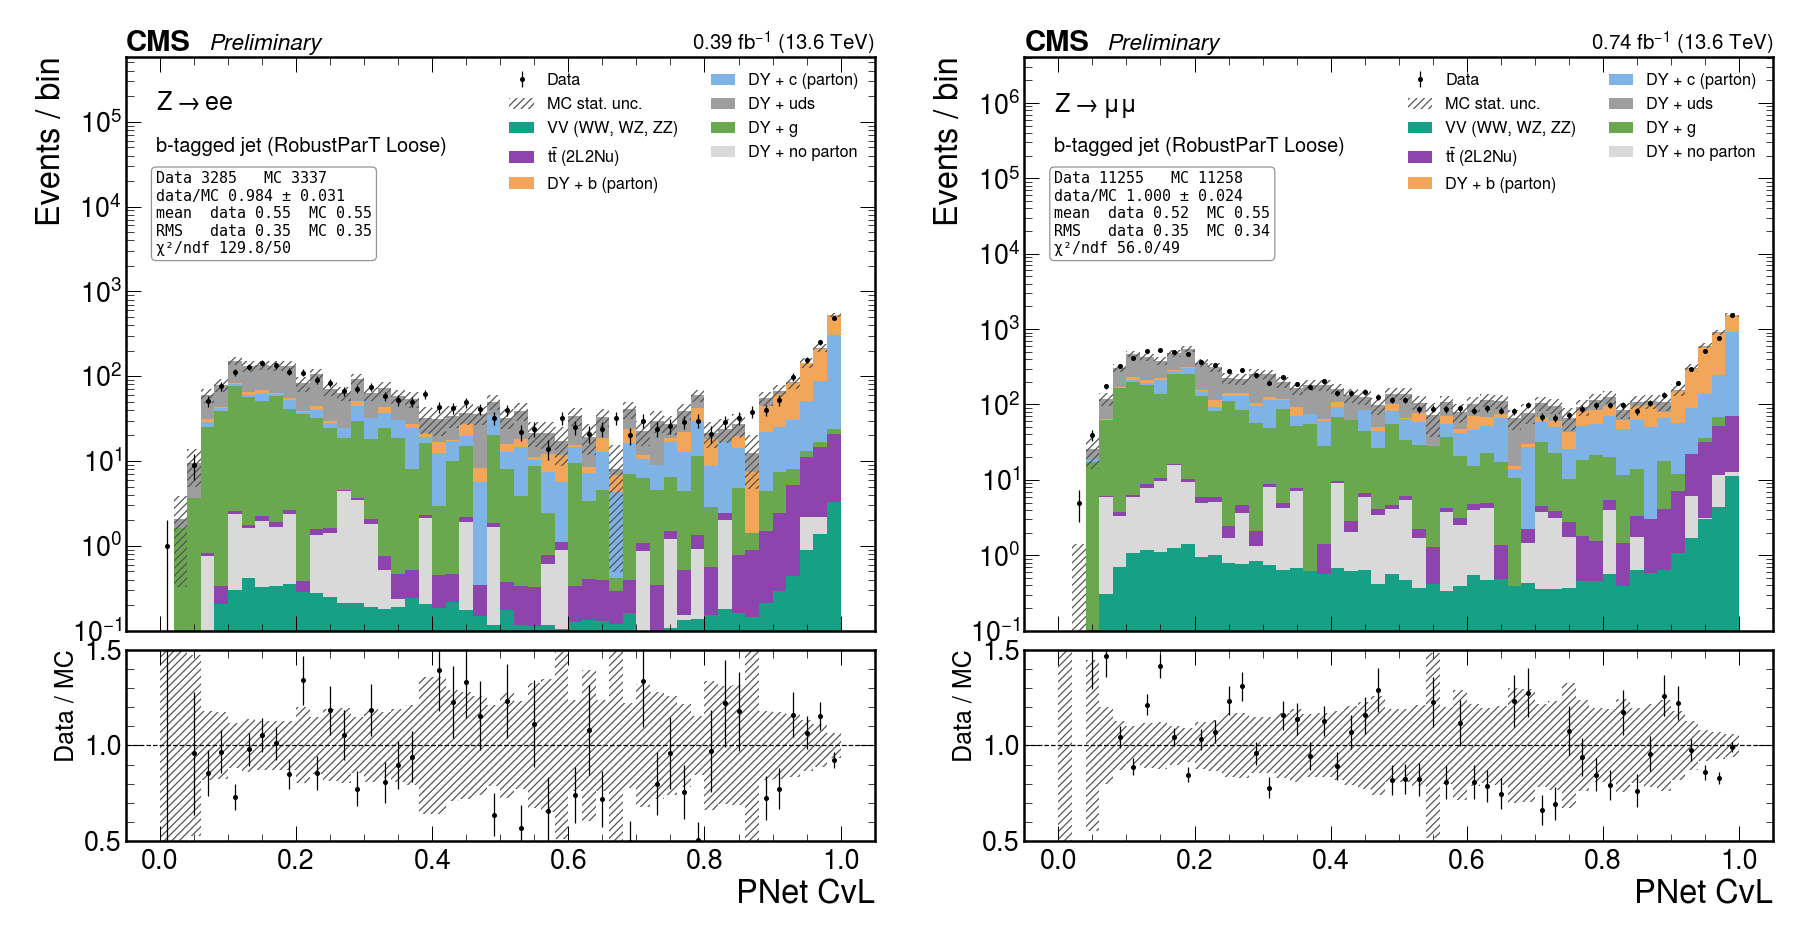 CMS Preliminary 0.39 fb⁻¹ (13.6 TeV)
Events / bin
Z → ee
b-tagged jet (RobustParT Loose)
Data 3285 MC 3337
data/MC 0.984 ± 0.031
mean data 0.55 MC 0.55
RMS data 0.35 MC 0.35
χ²/ndf 129.8/50
Data
MC stat. unc.
VV (WW, WZ, ZZ)
tt̄ (2L2Nu)
DY + b (parton)
DY + c (parton)
DY + uds
DY + g
DY + no parton
10⁵
10⁴
10³
10²
10¹
10⁰
10⁻¹
Data / MC
1.5
1.0
0.5
0.0 0.2 0.4 0.6 0.8 1.0
PNet CvL
CMS Preliminary 0.74 fb⁻¹ (13.6 TeV)
Events / bin
Z → μμ
b-tagged jet (RobustParT Loose)
Data 11255 MC 11258
data/MC 1.000 ± 0.024
mean data 0.52 MC 0.55
RMS data 0.35 MC 0.34
χ²/ndf 56.0/49
Data
MC stat. unc.
VV (WW, WZ, ZZ)
tt̄ (2L2Nu)
DY + b (parton)
DY + c (parton)
DY + uds
DY + g
DY + no parton
10⁶
10⁵
10⁴
10³
10²
10¹
10⁰
10⁻¹
Data / MC
1.5
1.0
0.5
0.0 0.2 0.4 0.6 0.8 1.0
PNet CvL